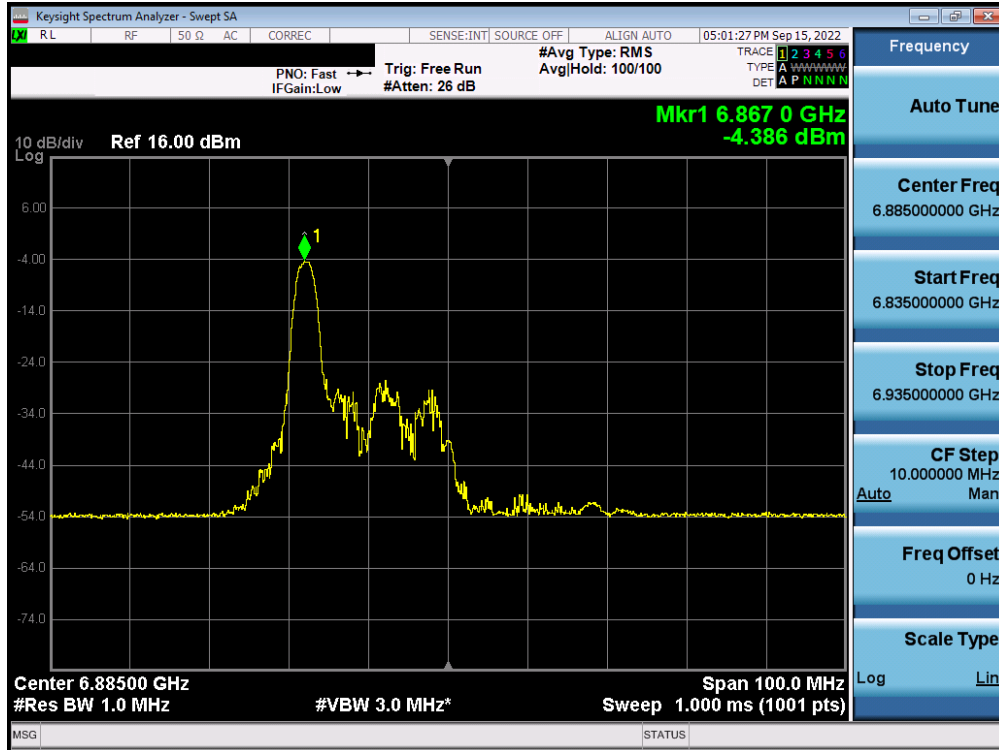 Keysight Spectrum Analyzer - Swept SA
LXI RL RF 50 Ω AC CORREC SENSE:INT SOURCE OFF ALIGN AUTO 05:01:27 PM Sep 15, 2022
PNO: Fast
IFGain:Low
Trig: Free Run
#Atten: 26 dB
#Avg Type: RMS
Avg|Hold: 100/100
TRACE 1 2 3 4 5 6
TYPE A WWWWW
DET A P N N N N
Mkr1 6.867 0 GHz
-4.386 dBm
10 dB/div Ref 16.00 dBm
Log
1
6.00
-4.00
-14.0
-24.0
-34.0
-44.0
-54.0
-64.0
-74.0
Center 6.88500 GHz Span 100.0 MHz
#Res BW 1.0 MHz #VBW 3.0 MHz* Sweep 1.000 ms (1001 pts)
MSG STATUS
Frequency
Auto Tune
Center Freq
6.885000000 GHz
Start Freq
6.835000000 GHz
Stop Freq
6.935000000 GHz
CF Step
10.000000 MHz
Auto Man
Freq Offset
0 Hz
Scale Type
Log Lin